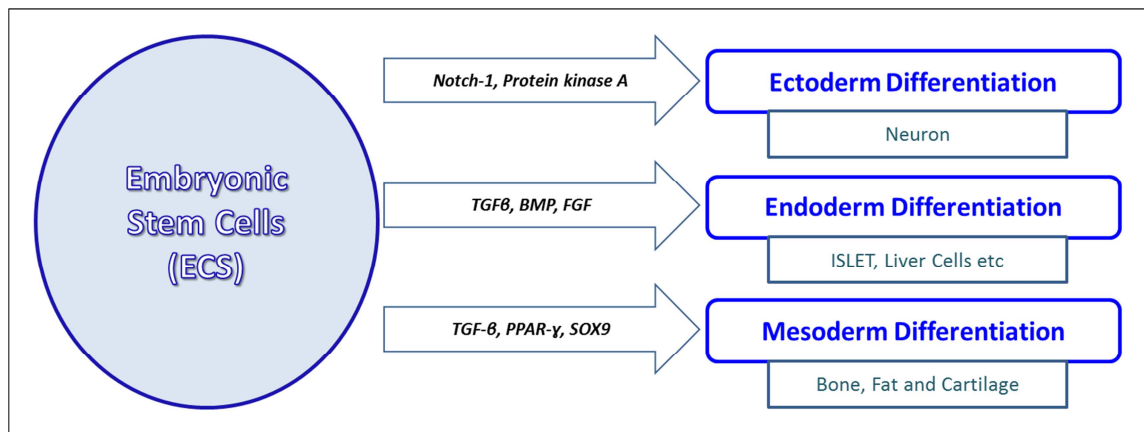 Embryonic
Stem Cells
(ECS)
Notch-1, Protein kinase A
Ectoderm Differentiation
Neuron
TGFβ, BMP, FGF
Endoderm Differentiation
ISLET, Liver Cells etc
TGF-β, PPAR-ɣ, SOX9
Mesoderm Differentiation
Bone, Fat and Cartilage